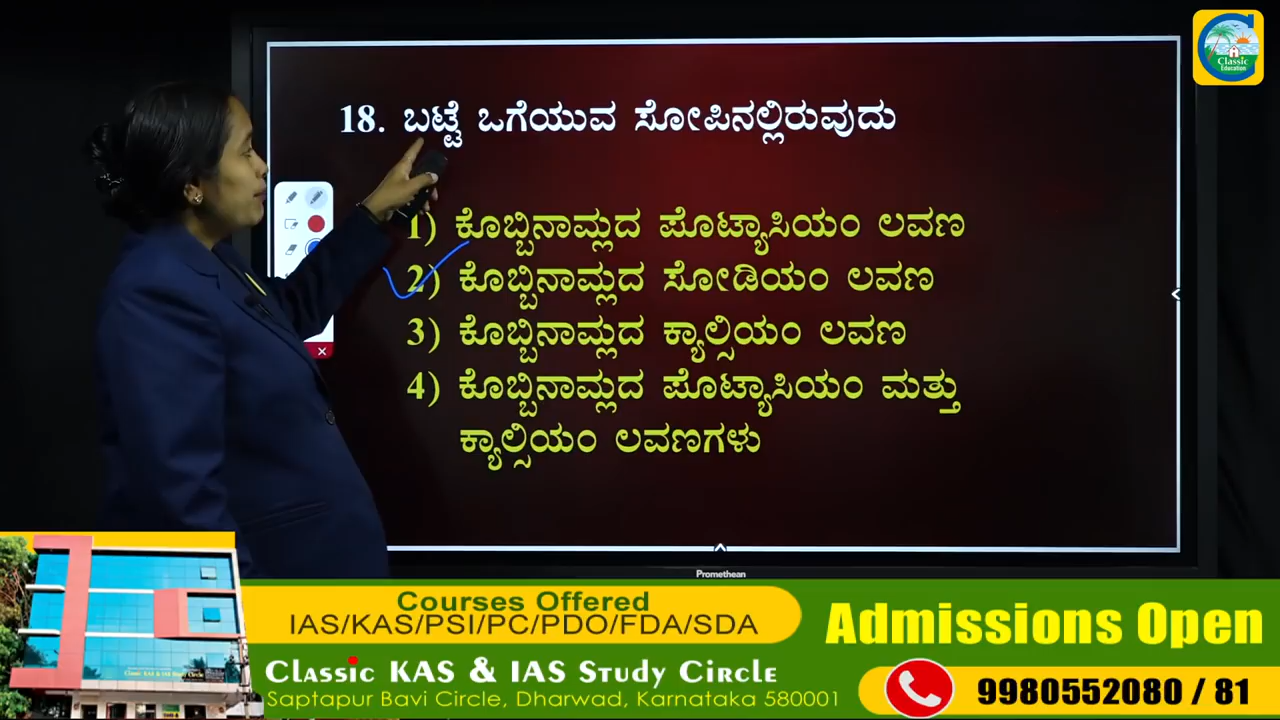 Classic
Education
18. ಬಟ್ಟೆ ಒಗೆಯುವ ಸೋಪಿನಲ್ಲಿರುವುದು
1) ಕೊಬ್ಬಿನಾಮ್ಲದ ಪೊಟ್ಯಾಸಿಯಂ ಲವಣ
2) ಕೊಬ್ಬಿನಾಮ್ಲದ ಸೋಡಿಯಂ ಲವಣ
3) ಕೊಬ್ಬಿನಾಮ್ಲದ ಕ್ಯಾಲ್ಸಿಯಂ ಲವಣ
4) ಕೊಬ್ಬಿನಾಮ್ಲದ ಪೊಟ್ಯಾಸಿಯಂ ಮತ್ತು
ಕ್ಯಾಲ್ಸಿಯಂ ಲವಣಗಳು
Promethean
Courses Offered
IAS/KAS/PSI/PC/PDO/FDA/SDA
Admissions Open
Classic KAS & IAS Study Circle
Saptapur Bavi Circle, Dharwad, Karnataka 580001
9980552080 / 81